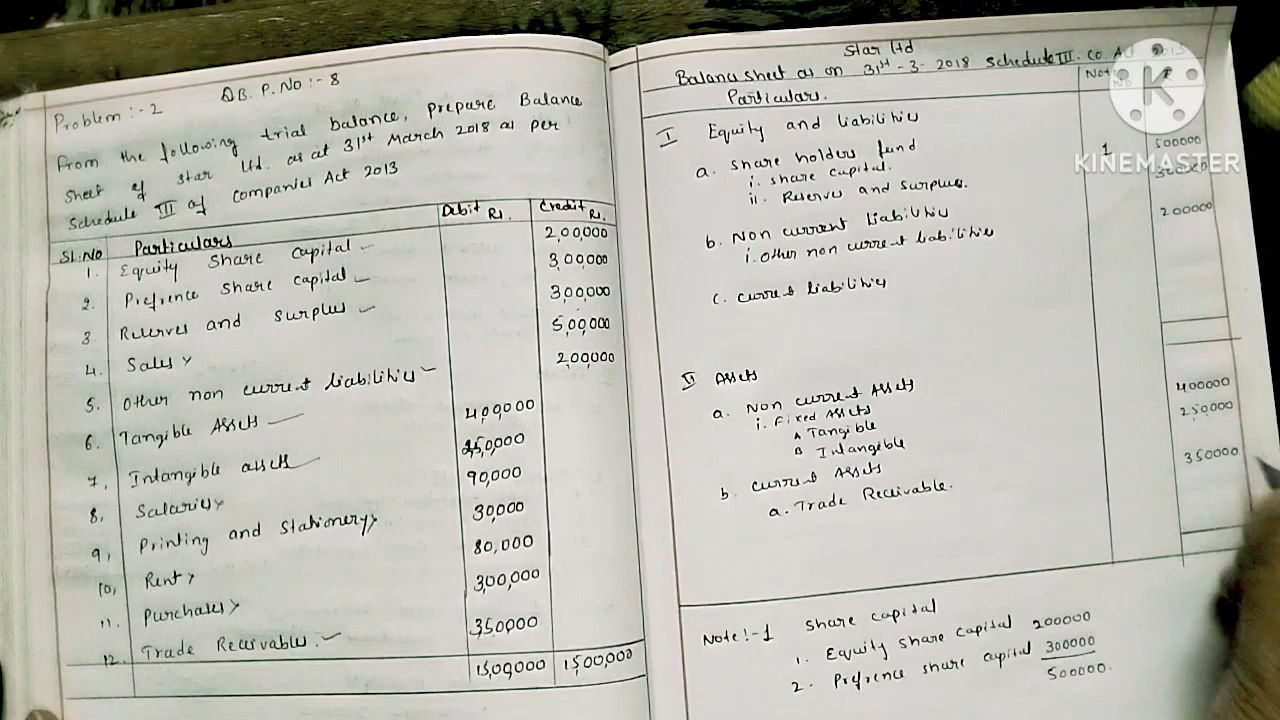 Problem :- 2 QB. P. No :- 8
From the following trial balance, prepare Balance
sheet of star ltd. as at 31st March 2018 as per
Schedule III of companies Act 2013
Sl. No Particulars Debit Rs. Credit Rs.
1. Equity share capital 2,00,000
2. Prefrence share capital 3,00,000
3. Reserves and surplus 3,00,000
4. Sales 5,00,000
5. Other non current liabilities 2,00,000
6. Tangible Assets 4,00,000
7. Intangible assets 2,50,000
8. Salaries 90,000
9. Printing and stationery 30,000
10, Rent 80,000
11. Purchases 3,00,000
12. Trade Receivable. 3,50,000
15,00,000 15,00,000
Star ltd
Balance sheet as on 31st - 3 - 2018 Schedule III. Co. Act
Particulars. Note No
I Equity and liabilities
a. Share holders fund
i. share capital. 1 500000
ii. Reserve and surplus. 300000
b. Non current liabilities
i. other non current liabilities 200000
c. current liabilities
II Assets
a. Non current Assets
i. Fixed Assets
A Tangible 400000
B Intangible 250,000
b. current Assets
a. Trade Receivable. 350000
Note :- 1 Share capital
1. Equity share capital 200000
2. Prefrence share capital 300000
500000.
K
KINEMASTER